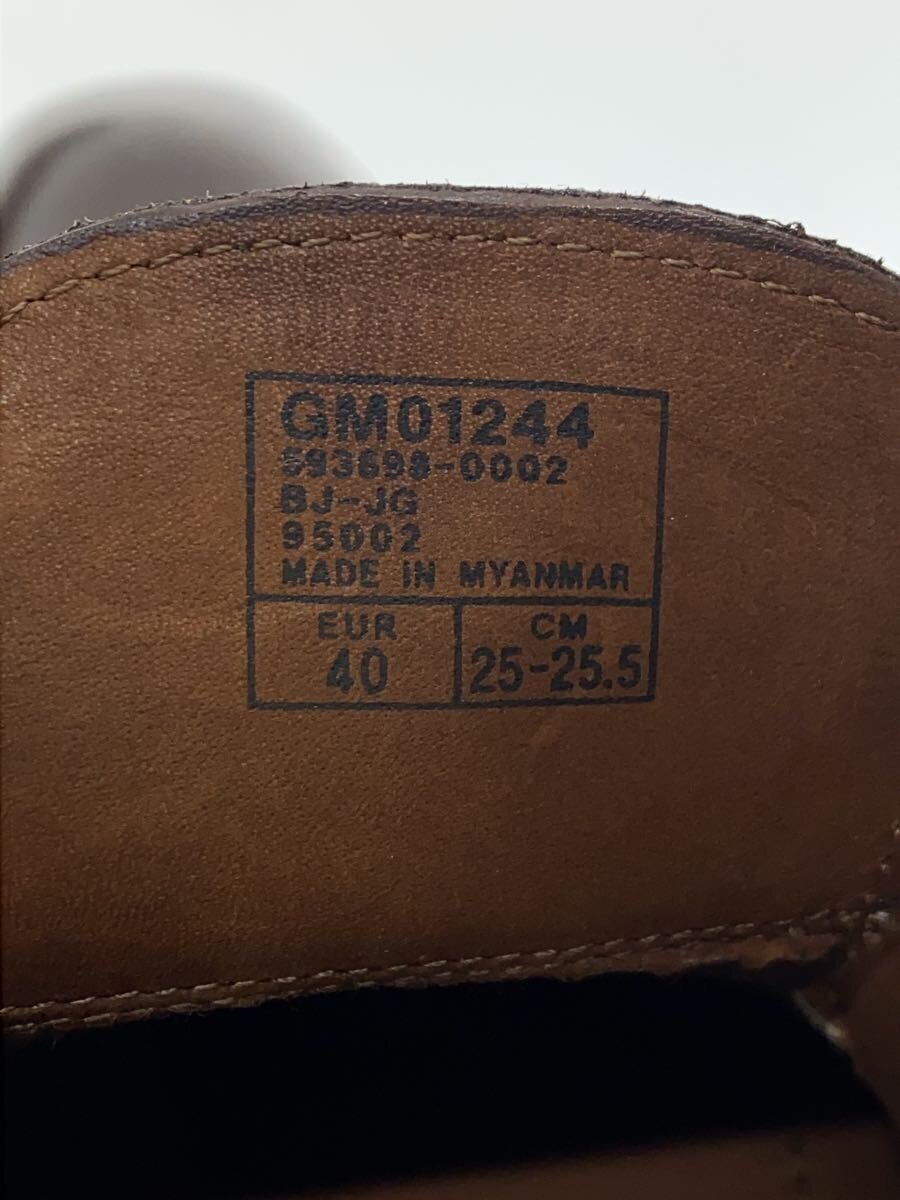 GM01244
593698-0002
BJ-JG
95002
MADE IN MYANMAR
EUR
40
CM
25-25.5